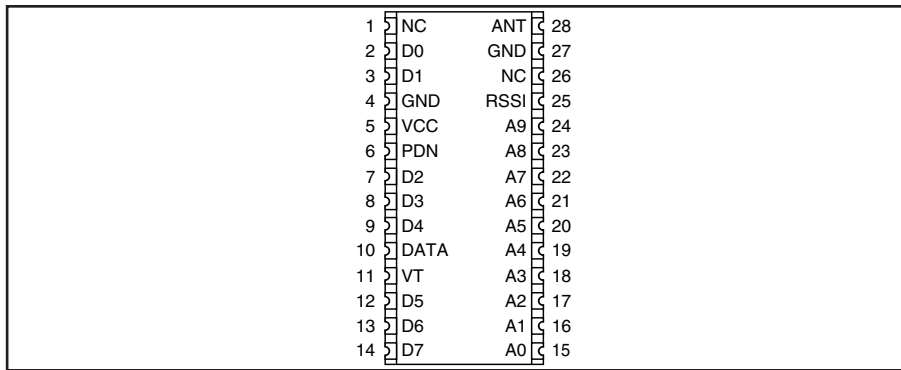 1 NC ANT 28
2 D0 GND 27
3 D1 NC 26
4 GND RSSI 25
5 VCC A9 24
6 PDN A8 23
7 D2 A7 22
8 D3 A6 21
9 D4 A5 20
10 DATA A4 19
11 VT A3 18
12 D5 A2 17
13 D6 A1 16
14 D7 A0 15